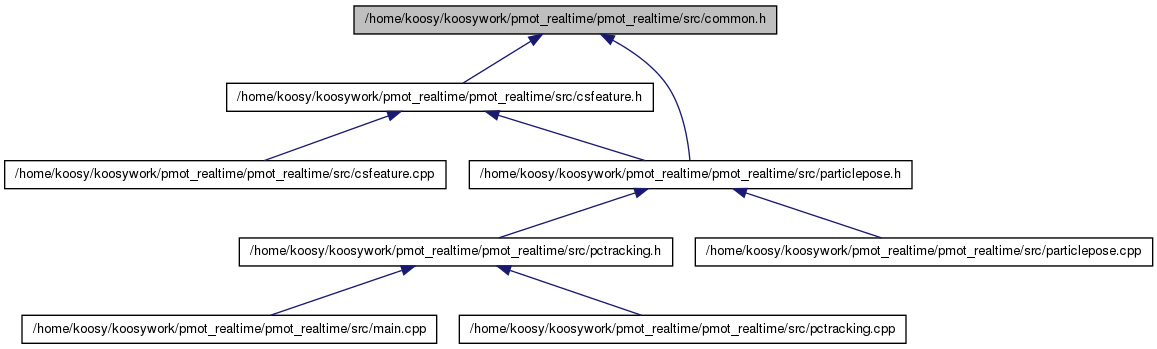 /home/koosy/koosywork/pmot_realtime/pmot_realtime/src/common.h
/home/koosy/koosywork/pmot_realtime/pmot_realtime/src/csfeature.h
/home/koosy/koosywork/pmot_realtime/pmot_realtime/src/csfeature.cpp
/home/koosy/koosywork/pmot_realtime/pmot_realtime/src/particlepose.h
/home/koosy/koosywork/pmot_realtime/pmot_realtime/src/pctracking.h
/home/koosy/koosywork/pmot_realtime/pmot_realtime/src/particlepose.cpp
/home/koosy/koosywork/pmot_realtime/pmot_realtime/src/main.cpp
/home/koosy/koosywork/pmot_realtime/pmot_realtime/src/pctracking.cpp